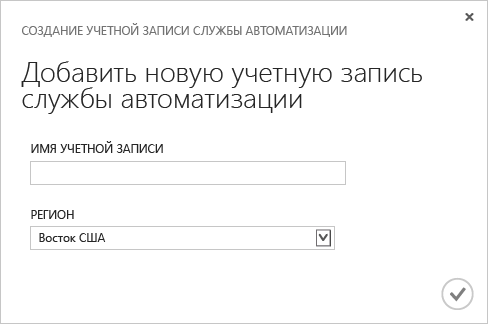 СОЗДАНИЕ УЧЕТНОЙ ЗАПИСИ СЛУЖБЫ АВТОМАТИЗАЦИИ
Добавить новую учетную запись
службы автоматизации
ИМЯ УЧЕТНОЙ ЗАПИСИ
РЕГИОН
Восток США